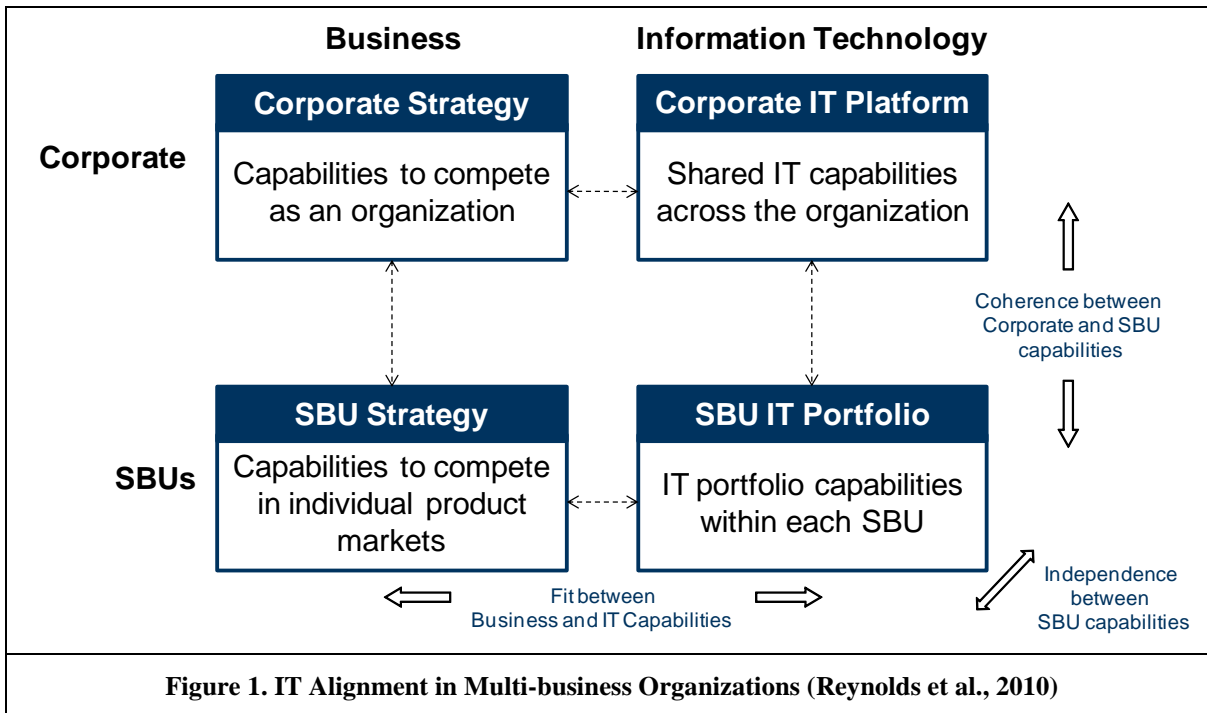 Business
Information Technology
Corporate
Corporate Strategy
Capabilities to compete
as an organization
Corporate IT Platform
Shared IT capabilities
across the organization
Coherence between
Corporate and SBU
capabilities
SBUs
SBU Strategy
Capabilities to compete
in individual product
markets
SBU IT Portfolio
IT portfolio capabilities
within each SBU
Fit between
Business and IT Capabilities
Independence
between
SBU capabilities
Figure 1. IT Alignment in Multi-business Organizations (Reynolds et al., 2010)